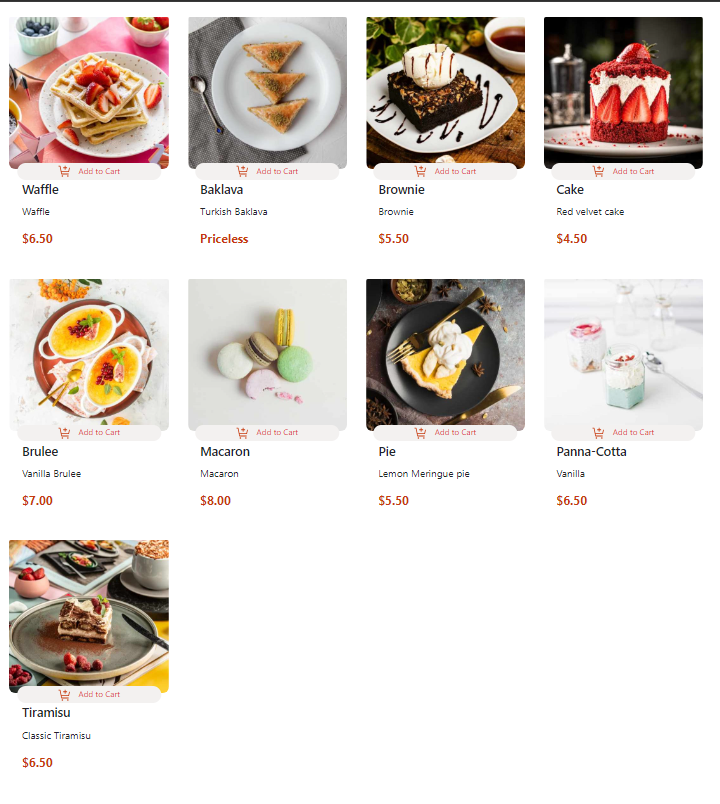 Add to Cart
Waffle
Waffle
$6.50
Add to Cart
Baklava
Turkish Baklava
Priceless
Add to Cart
Brownie
Brownie
$5.50
Add to Cart
Cake
Red velvet cake
$4.50
Add to Cart
Brulee
Vanilla Brulee
$7.00
Add to Cart
Macaron
Macaron
$8.00
Add to Cart
Pie
Lemon Meringue pie
$5.50
Add to Cart
Panna-Cotta
Vanilla
$6.50
Add to Cart
Tiramisu
Classic Tiramisu
$6.50